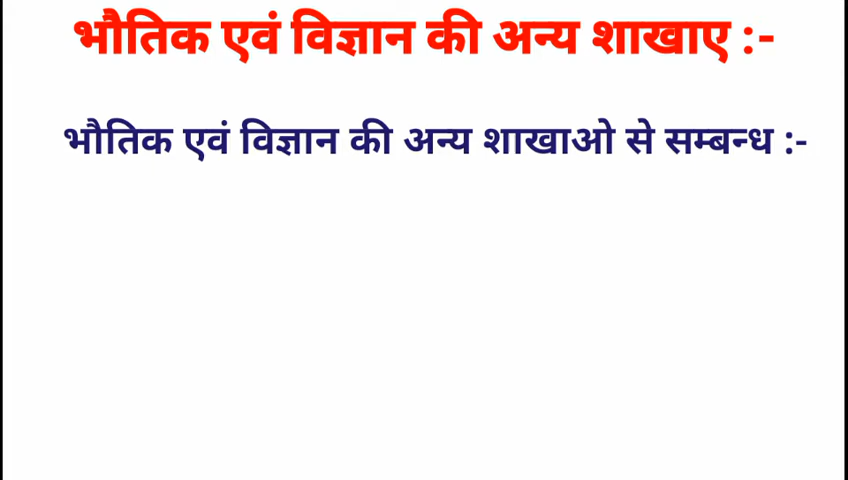 भौतिक एवं विज्ञान की अन्य शाखाए :-
भौतिक एवं विज्ञान की अन्य शाखाओ से सम्बन्ध :-